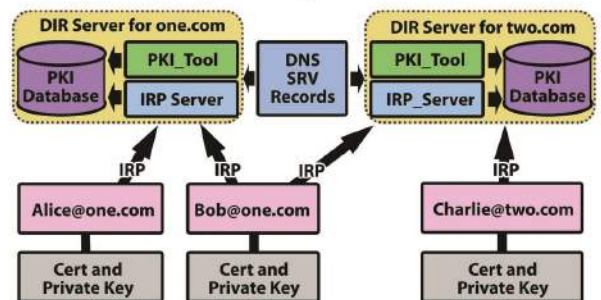 DIR Server for one.com
PKI_Tool
PKI
Database
IRP Server
DNS
SRV
Records
DIR Server for two.com
PKI_Tool
IRP_Server
PKI
Database
IRP
IRP
IRP
IRP
Alice@one.com
Bob@one.com
Charlie@two.com
Cert and
Private Key
Cert and
Private Key
Cert and
Private Key